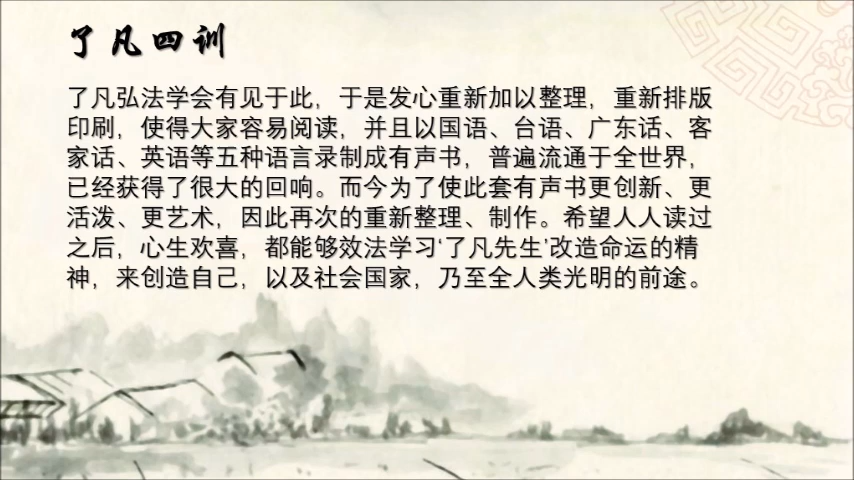 了凡四训
了凡弘法学会有见于此，于是发心重新加以整理，重新排版
印刷，使得大家容易阅读，并且以国语、台语、广东话、客
家话、英语等五种语言录制成有声书，普遍流通于全世界，
已经获得了很大的回响。而今为了使此套有声书更创新、更
活泼、更艺术，因此再次的重新整理、制作。希望人人读过
之后，心生欢喜，都能够效法学习‘了凡先生’改造命运的精
神，来创造自己，以及社会国家，乃至全人类光明的前途。